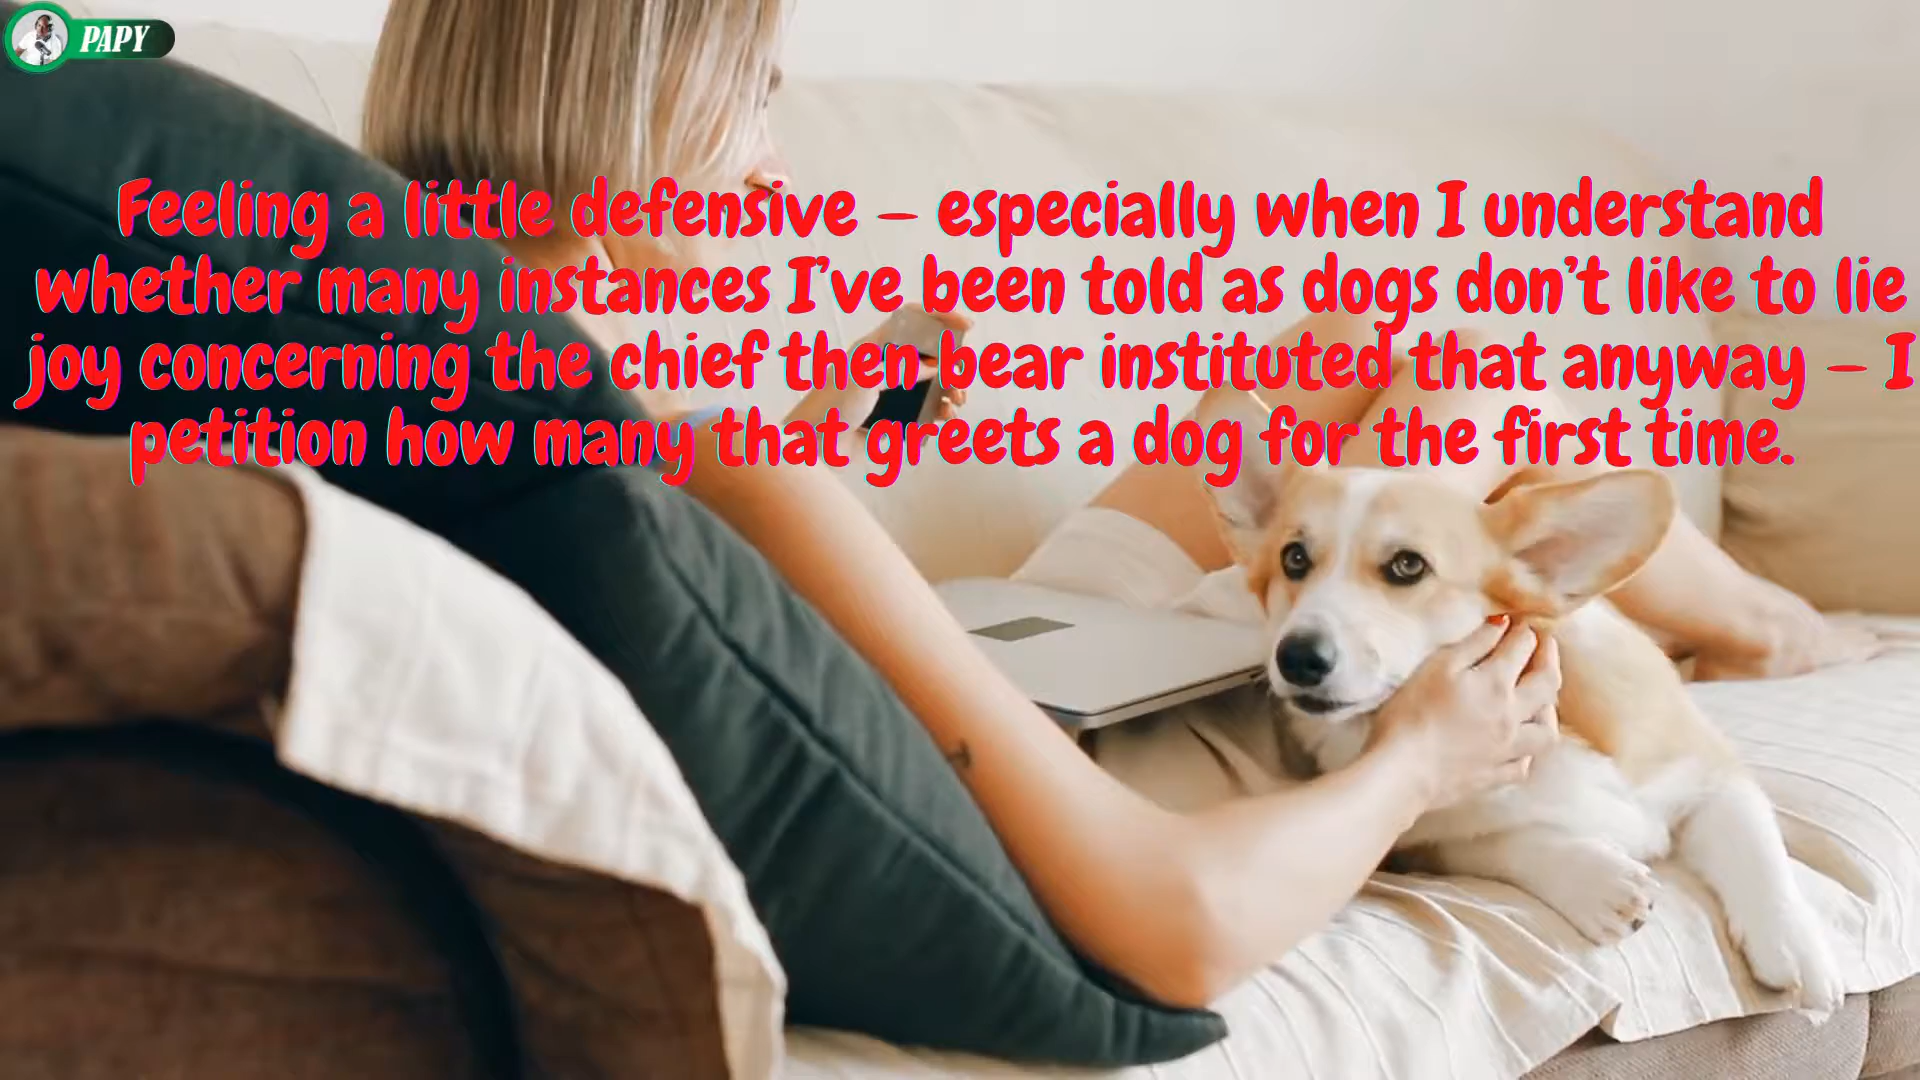 PAPY
Feeling a little defensive – especially when I understand
whether many instances I’ve been told as dogs don’t like to lie
joy concerning the chief then bear instituted that anyway – I
petition how many that greets a dog for the first time.